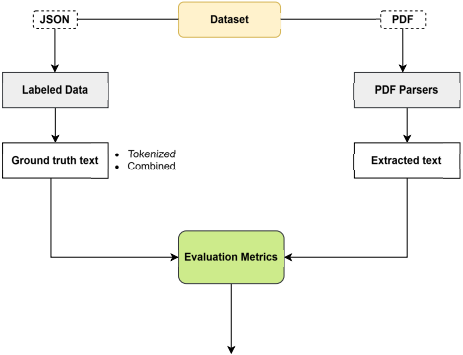 JSON
Dataset
PDF
Labeled Data
PDF Parsers
Ground truth text
• Tokenized
• Combined
Extracted text
Evaluation Metrics